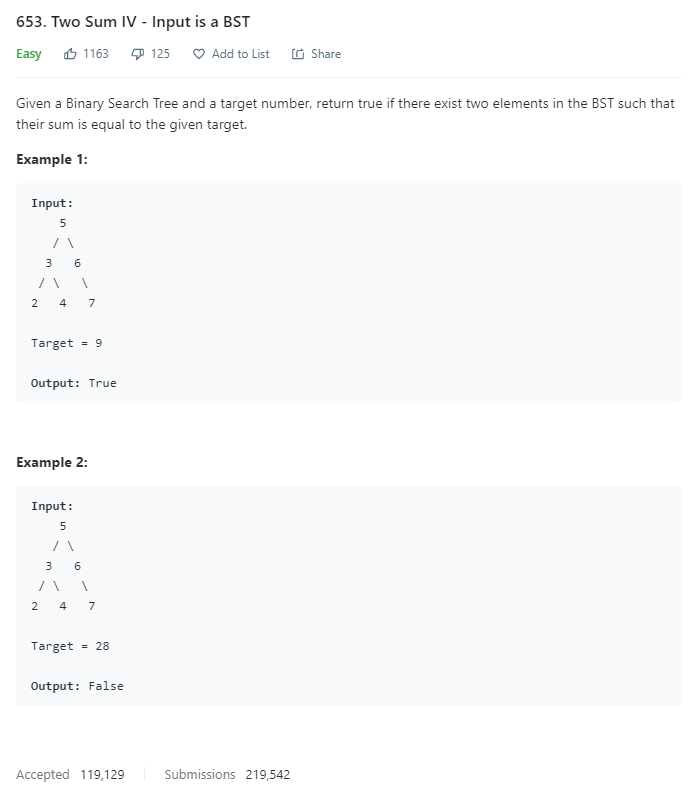 653. Two Sum IV - Input is a BST
Easy 1163 125 Add to List Share
Given a Binary Search Tree and a target number, return true if there exist two elements in the BST such that
their sum is equal to the given target.
Example 1:
Input:
    5
   / \
  3   6
 / \   \
2   4   7
Target = 9
Output: True
Example 2:
Input:
    5
   / \
  3   6
 / \   \
2   4   7
Target = 28
Output: False
Accepted 119,129 Submissions 219,542